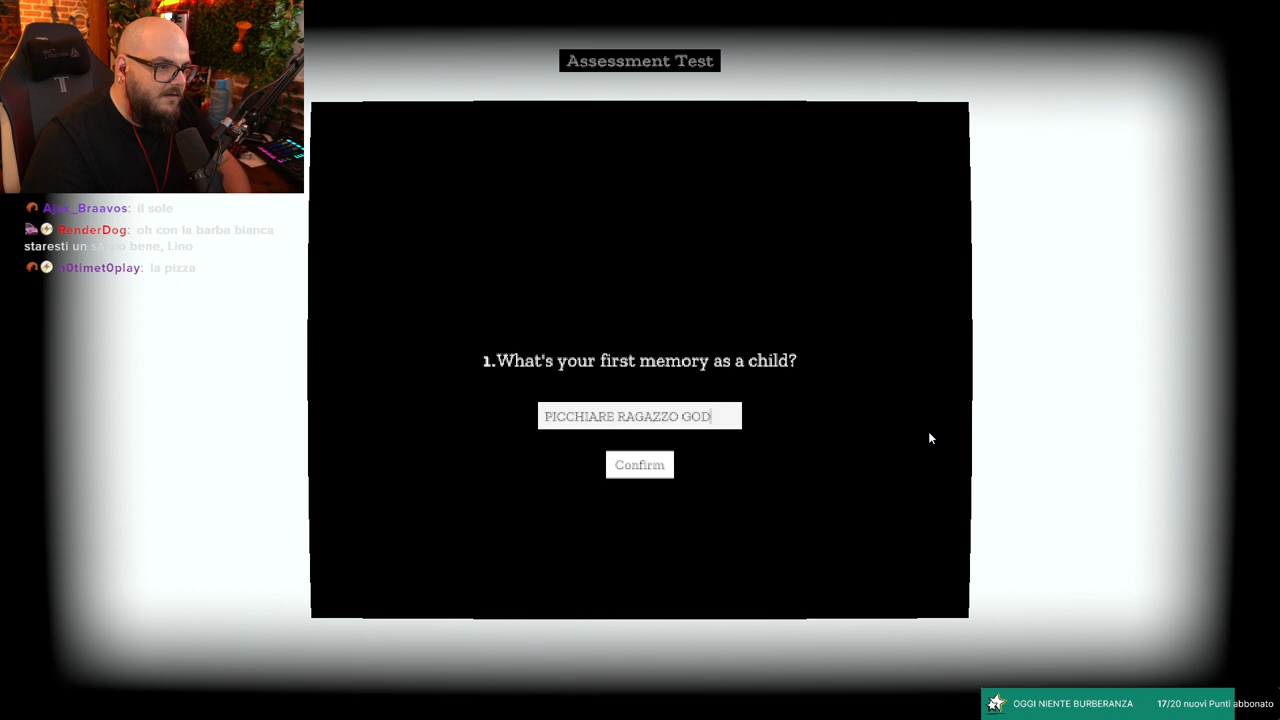 Assessment Test
Ajax_Braavos: il sole
RenderDog: oh con la barba bianca
staresti un sacco bene, Lino
n0timet0play: la pizza
1.What's your first memory as a child?
PICCHIARE RAGAZZO GOD
Confirm
OGGI NIENTE BURBERANZA 17/20 nuovi Punti abbonato